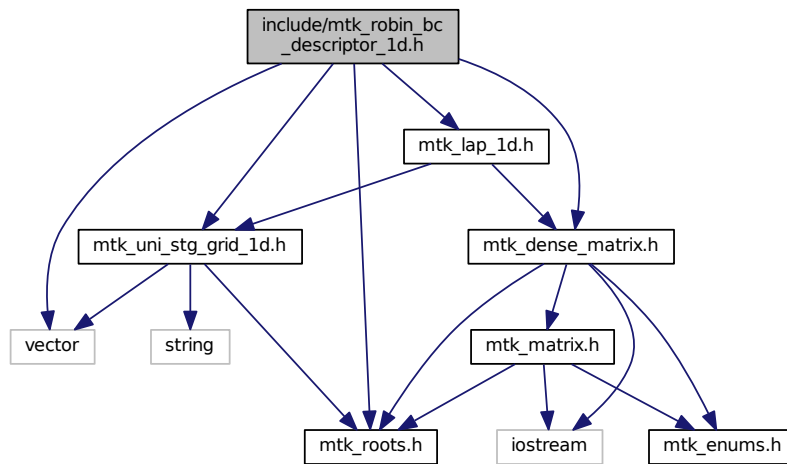 include/mtk_robin_bc
_descriptor_1d.h
mtk_lap_1d.h
mtk_uni_stg_grid_1d.h
mtk_dense_matrix.h
vector
string
mtk_matrix.h
mtk_roots.h
iostream
mtk_enums.h